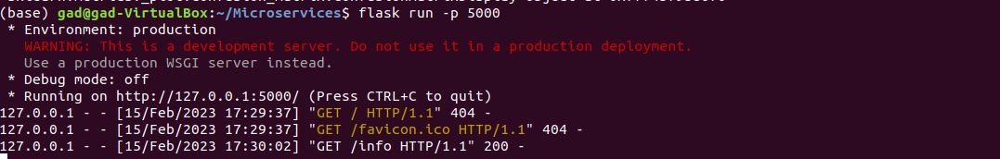 (base) gad@gad-VirtualBox:~/Microservices$ flask run -p 5000
 * Environment: production
   WARNING: This is a development server. Do not use it in a production deployment.
   Use a production WSGI server instead.
 * Debug mode: off
 * Running on http://127.0.0.1:5000/ (Press CTRL+C to quit)
127.0.0.1 - - [15/Feb/2023 17:29:37] "GET / HTTP/1.1" 404 -
127.0.0.1 - - [15/Feb/2023 17:29:37] "GET /favicon.ico HTTP/1.1" 404 -
127.0.0.1 - - [15/Feb/2023 17:30:02] "GET /info HTTP/1.1" 200 -